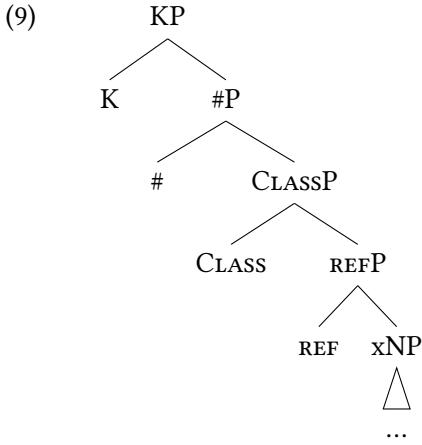 (9) KP
K #P
# CLASSP
CLASS REFP
REF xNP
...